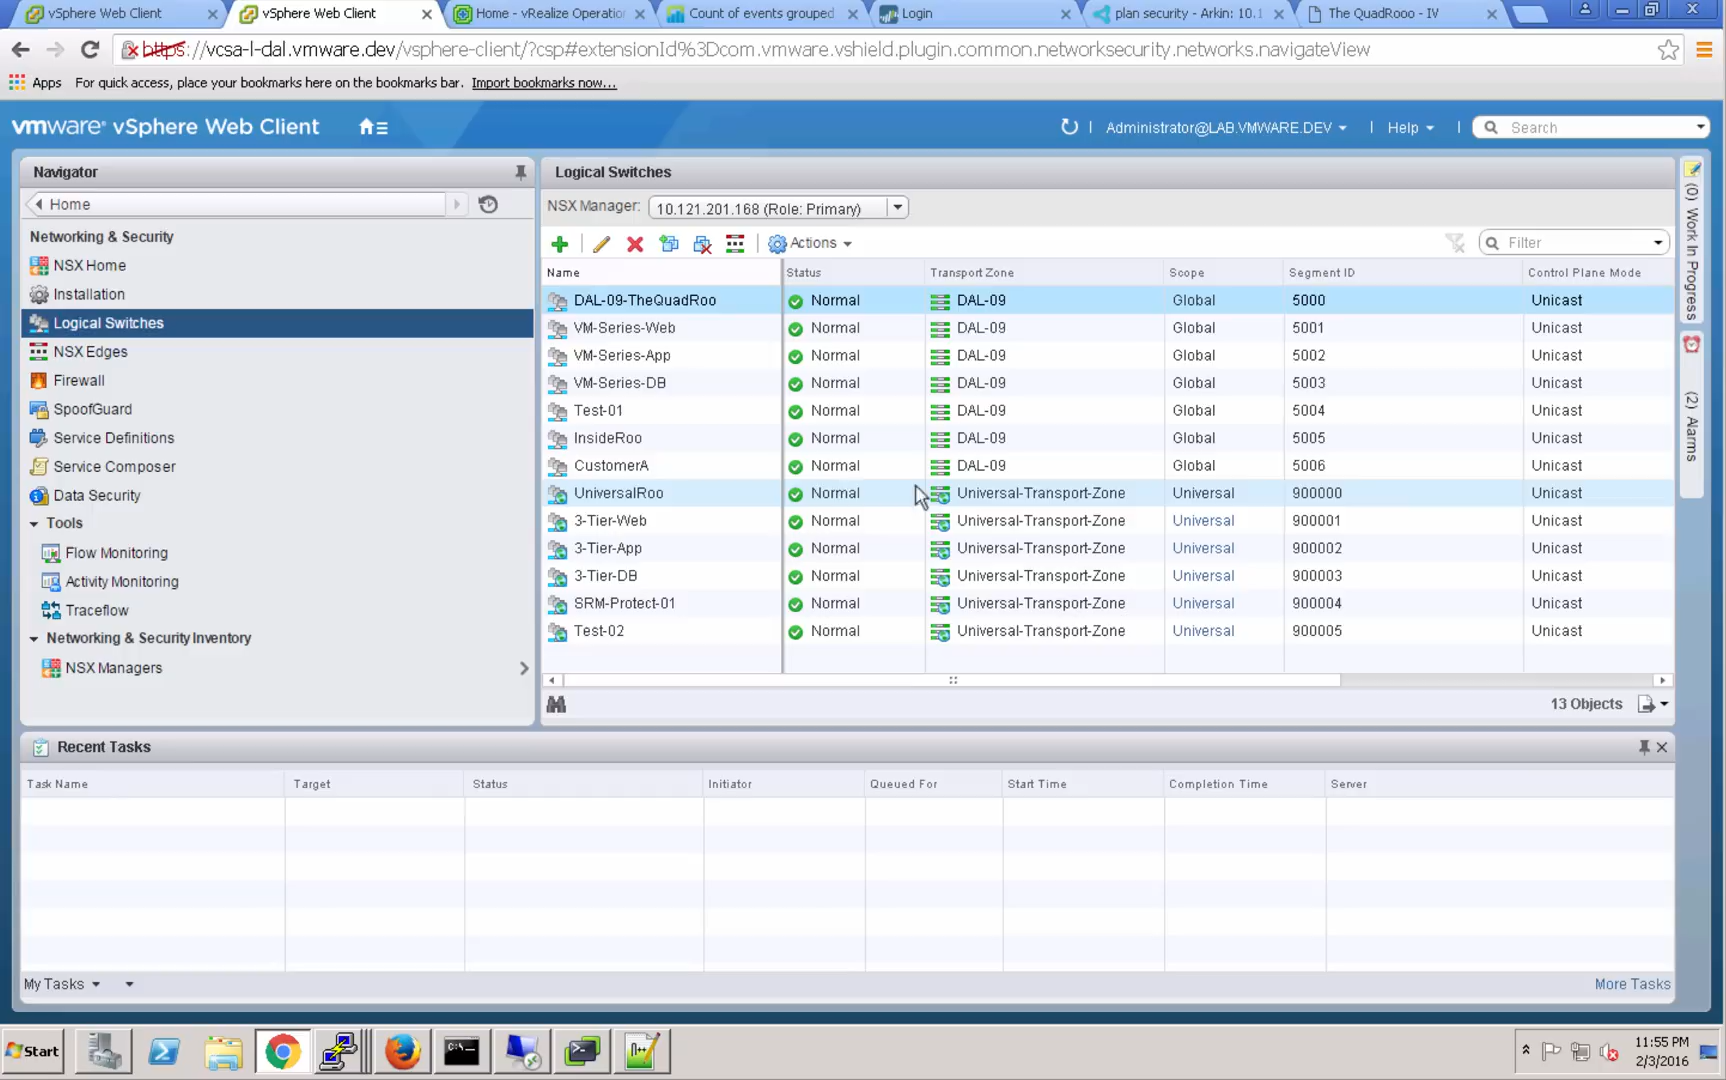 vSphere Web Client
vSphere Web Client
Home - vRealize Operation
Count of events grouped
Login
plan security - Arkin: 10.1
The QuadRooo - IV
https://vcsa-l-dal.vmware.dev/vsphere-client/?csp#extensionId%3Dcom.vmware.vshield.plugin.common.networksecurity.networks.navigateView
Apps For quick access, place your bookmarks here on the bookmarks bar. Import bookmarks now...
vmware® vSphere Web Client
Administrator@LAB.VMWARE.DEV | Help | Search
Navigator
Home
Networking & Security
NSX Home
Installation
Logical Switches
NSX Edges
Firewall
SpoofGuard
Service Definitions
Service Composer
Data Security
Tools
Flow Monitoring
Activity Monitoring
Traceflow
Networking & Security Inventory
NSX Managers
Logical Switches
NSX Manager: 10.121.201.168 (Role: Primary)
Actions Filter
Name Status Transport Zone Scope Segment ID Control Plane Mode
DAL-09-TheQuadRoo Normal DAL-09 Global 5000 Unicast
VM-Series-Web Normal DAL-09 Global 5001 Unicast
VM-Series-App Normal DAL-09 Global 5002 Unicast
VM-Series-DB Normal DAL-09 Global 5003 Unicast
Test-01 Normal DAL-09 Global 5004 Unicast
InsideRoo Normal DAL-09 Global 5005 Unicast
CustomerA Normal DAL-09 Global 5006 Unicast
UniversalRoo Normal Universal-Transport-Zone Universal 900000 Unicast
3-Tier-Web Normal Universal-Transport-Zone Universal 900001 Unicast
3-Tier-App Normal Universal-Transport-Zone Universal 900002 Unicast
3-Tier-DB Normal Universal-Transport-Zone Universal 900003 Unicast
SRM-Protect-01 Normal Universal-Transport-Zone Universal 900004 Unicast
Test-02 Normal Universal-Transport-Zone Universal 900005 Unicast
13 Objects
(0) Work In Progress
(2) Alarms
Recent Tasks
Task Name Target Status Initiator Queued For Start Time Completion Time Server
My Tasks
More Tasks
Start
11:55 PM
2/3/2016